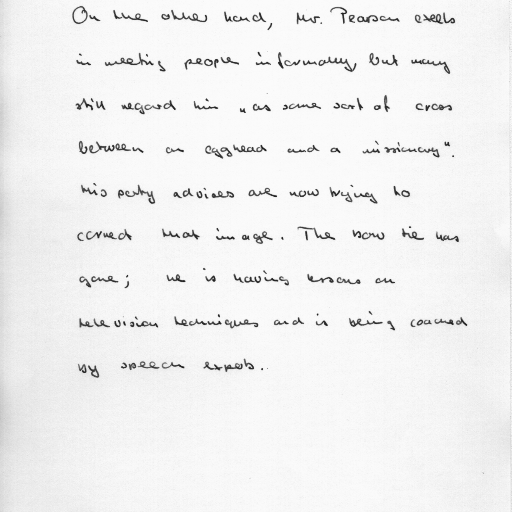 On the other hand, Mr. Pearson excels
in meeting people informally, but many
still regard him "as some sort of cross
between an egghead and a missionary".
His party advisers are now trying to
correct that image. The bow tie has
gone; he is having lessons on
television techniques and is being coached
by speech experts.